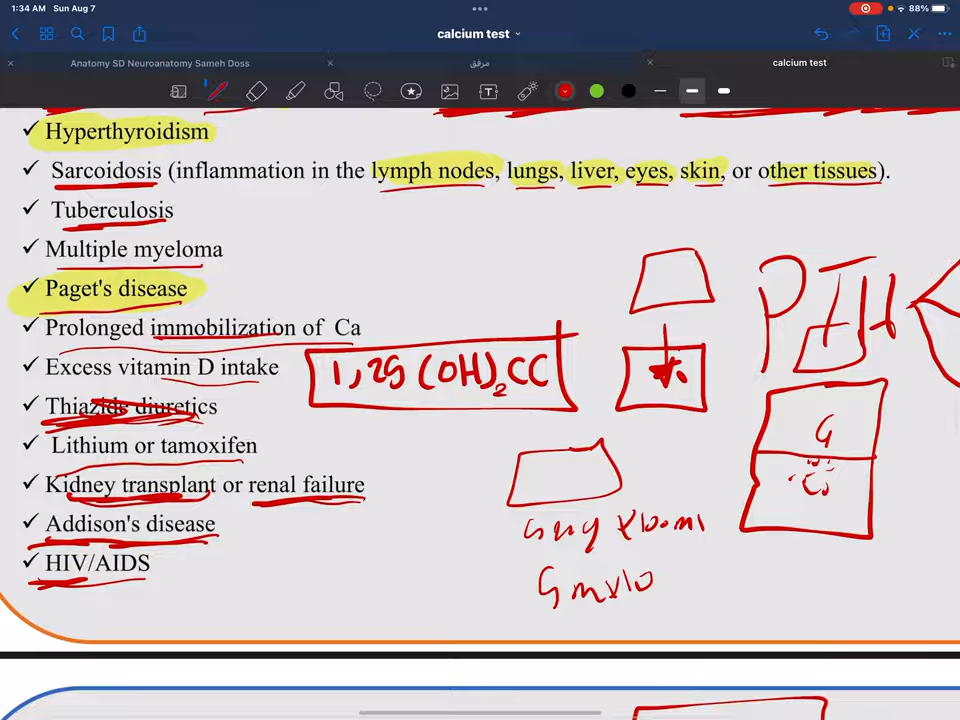 1:34 AM Sun Aug 7
88%
calcium test
Anatomy SD Neuroanatomy Sameh Doss
مرفق
calcium test
✓ Hyperthyroidism
✓ Sarcoidosis (inflammation in the lymph nodes, lungs, liver, eyes, skin, or other tissues).
✓ Tuberculosis
✓ Multiple myeloma
✓ Paget's disease
✓ Prolonged immobilization of Ca
✓ Excess vitamin D intake
✓ Thiazide diuretics
✓ Lithium or tamoxifen
✓ Kidney transplant or renal failure
✓ Addison's disease
✓ HIV/AIDS
1,25 (OH)₂CC
PTH